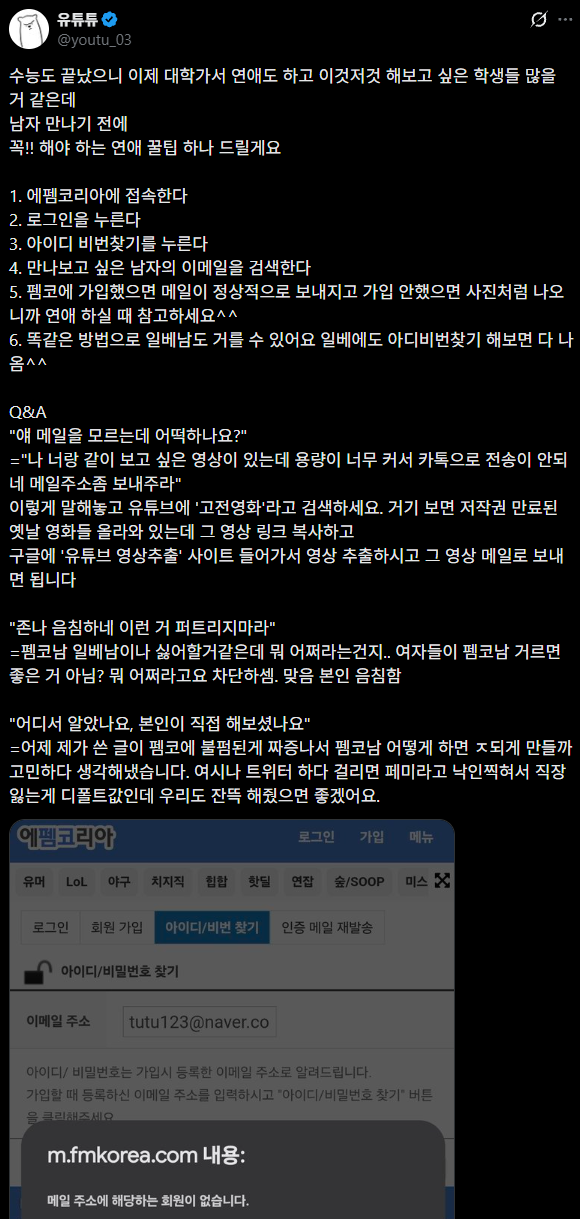 유튜튜
@youtu_03
수능도 끝났으니 이제 대학가서 연애도 하고 이것저것 해보고 싶은 학생들 많을
거 같은데
남자 만나기 전에
꼭!! 해야 하는 연애 꿀팁 하나 드릴게요
1. 에펨코리아에 접속한다
2. 로그인을 누른다
3. 아이디 비번찾기를 누른다
4. 만나보고 싶은 남자의 이메일을 검색한다
5. 펨코에 가입했으면 메일이 정상적으로 보내지고 가입 안했으면 사진처럼 나오
니까 연애 하실 때 참고하세요^^
6. 똑같은 방법으로 일베남도 거를 수 있어요 일베에도 아디비번찾기 해보면 다 나
옴^^
Q&A
"얘 메일을 모르는데 어떡하나요?"
="나 너랑 같이 보고 싶은 영상이 있는데 용량이 너무 커서 카톡으로 전송이 안되
네 메일주소좀 보내주라"
이렇게 말해놓고 유튜브에 '고전영화'라고 검색하세요. 거기 보면 저작권 만료된
옛날 영화들 올라와 있는데 그 영상 링크 복사하고
구글에 '유튜브 영상추출' 사이트 들어가서 영상 추출하시고 그 영상 메일로 보내
면 됩니다
"존나 음침하네 이런 거 퍼트리지마라"
=펨코남 일베남이나 싫어할거같은데 뭐 어쩌라는건지.. 여자들이 펨코남 거르면
좋은 거 아님? 뭐 어쩌라고요 차단하셈. 맞음 본인 음침함
"어디서 알았나요, 본인이 직접 해보셨나요"
=어제 제가 쓴 글이 펨코에 불펌된게 짜증나서 펨코남 어떻게 하면 ㅈ되게 만들까
고민하다 생각해냈습니다. 여시나 트위터 하다 걸리면 페미라고 낙인찍혀서 직장
잃는게 디폴트값인데 우리도 잔뜩 해줬으면 좋겠어요.
에펨코리아 로그인 가입 메뉴
유머 LoL 야구 치지직 힙합 핫딜 연잡 숲/SOOP 미스
로그인 회원 가입 아이디/비번 찾기 인증 메일 재발송
아이디/비밀번호 찾기
이메일 주소 tutu123@naver.co
아이디/ 비밀번호는 가입시 등록한 이메일 주소로 알려드립니다.
가입할 때 등록하신 이메일 주소를 입력하시고 "아이디/비밀번호 찾기" 버튼
을 클릭해주세요
m.fmkorea.com 내용:
메일 주소에 해당하는 회원이 없습니다.